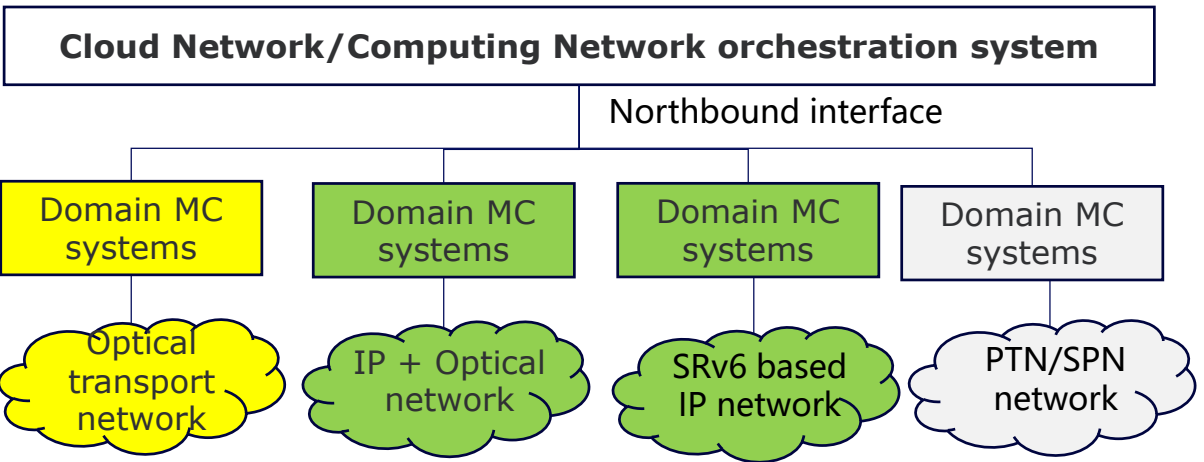 Cloud Network/Computing Network orchestration system
Northbound interface
Domain MC
systems
Domain MC
systems
Domain MC
systems
Domain MC
systems
Optical
transport
network
IP + Optical
network
SRv6 based
IP network
PTN/SPN
network